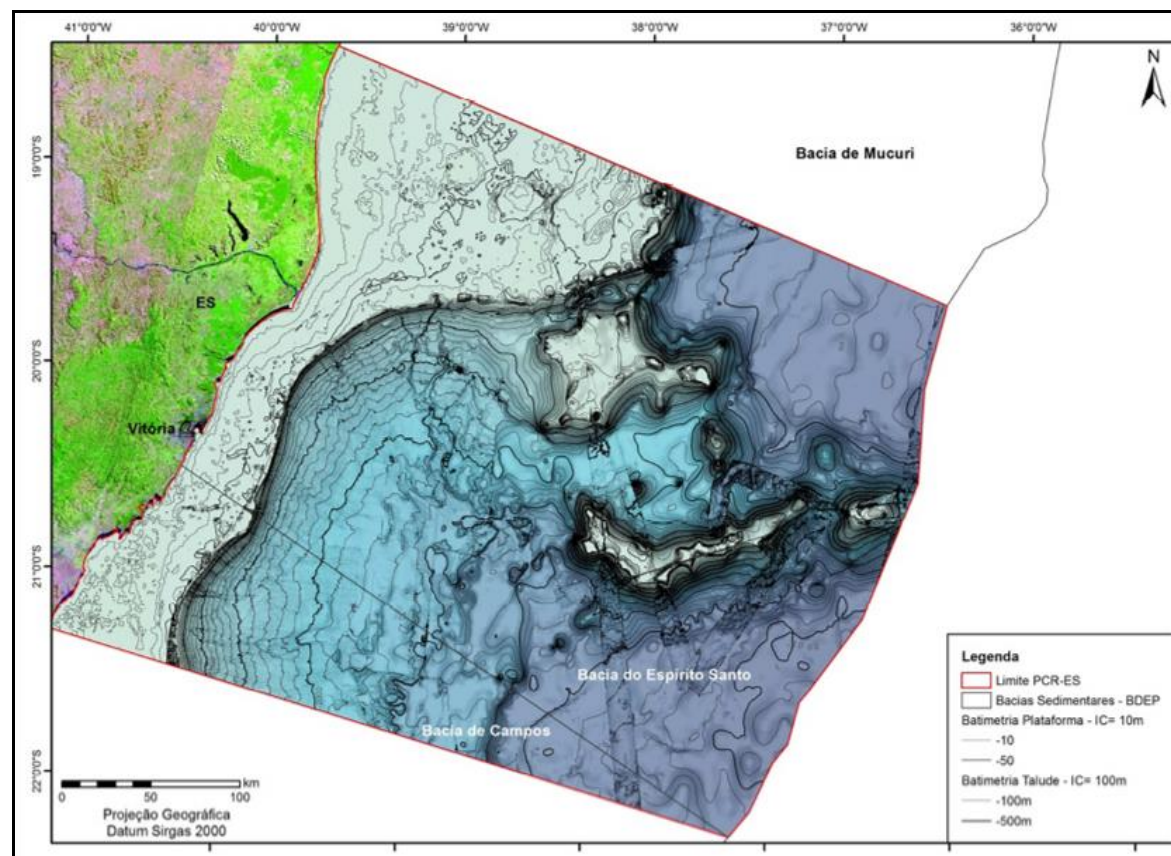 41°0'0"W 40°0'0"W 39°0'0"W 38°0'0"W 37°0'0"W 36°0'0"W
N
19°0'0"S
Bacia de Mucuri
ES
20°0'0"S
Vitória
21°0'0"S
Bacia do Espírito Santo
Bacia de Campos
22°0'0"S
0 50 100 km
Projeção Geográfica
Datum Sirgas 2000
Legenda
Limite PCR-ES
Bacias Sedimentares - BDEP
Batimetria Plataforma - IC= 10m
-10
-50
Batimetria Talude - IC= 100m
-100m
-500m